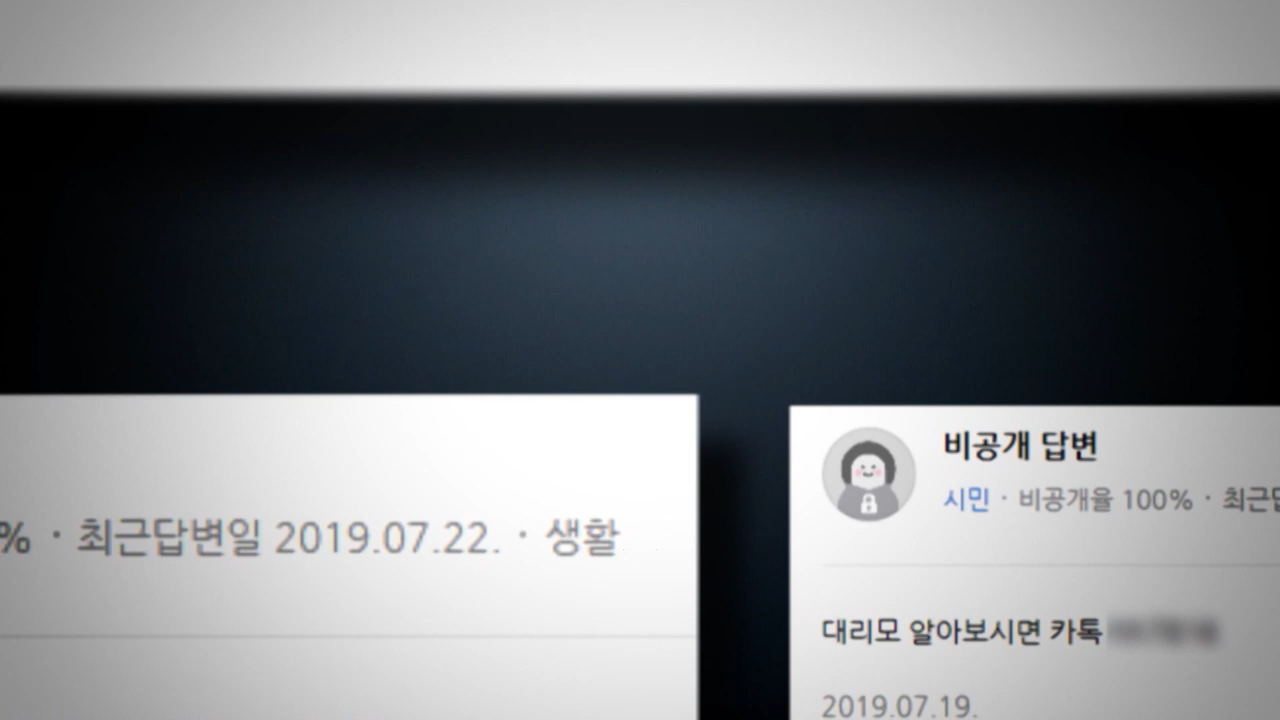 % · 최근답변일 2019.07.22. · 생활
비공개 답변
시민 · 비공개율 100% · 최근답
대리모 알아보시면 카톡
2019.07.19.